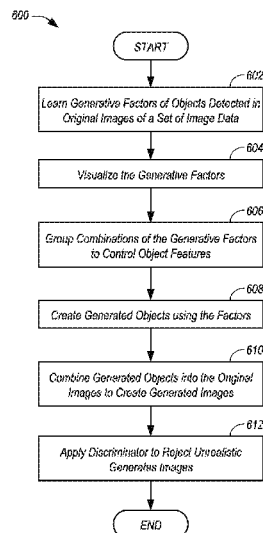 600
START
602
Learn Generative Factors of Objects Detected in
Original Images of a Set of Image Data
604
Visualize the Generative Factors
606
Group Combinations of the Generative Factors
to Control Object Features
608
Create Generated Objects using the Factors
610
Combine Generated Objects into the Original
Images to Create Generated Images
612
Apply Discriminator to Reject Unrealistic
Generates Images
END